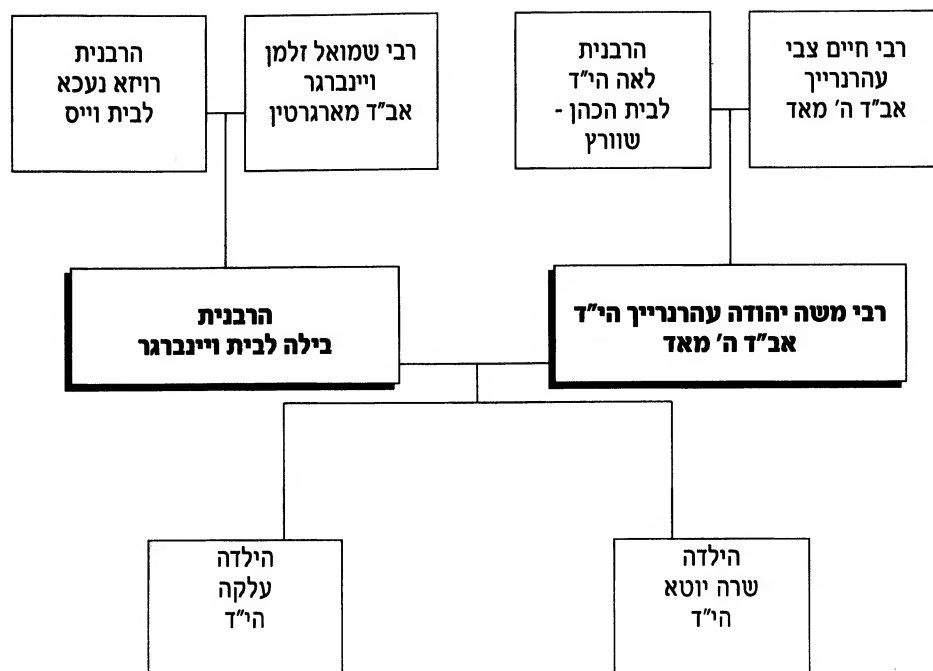 רבי חיים צבי
עהרנרייך
אב"ד ה' מאד
הרבנית
לאה הי"ד
לבית הכהן -
שוורץ
רבי שמואל זלמן
ויינברגר
אב"ד מארגרטין
הרבנית
רויזא נעכא
לבית וייס
רבי משה יהודה עהרנרייך הי"ד
אב"ד ה' מאד
הרבנית
בילה לבית ויינברגר
הילדה
שרה יוטא
הי"ד
הילדה
עלקה
הי"ד